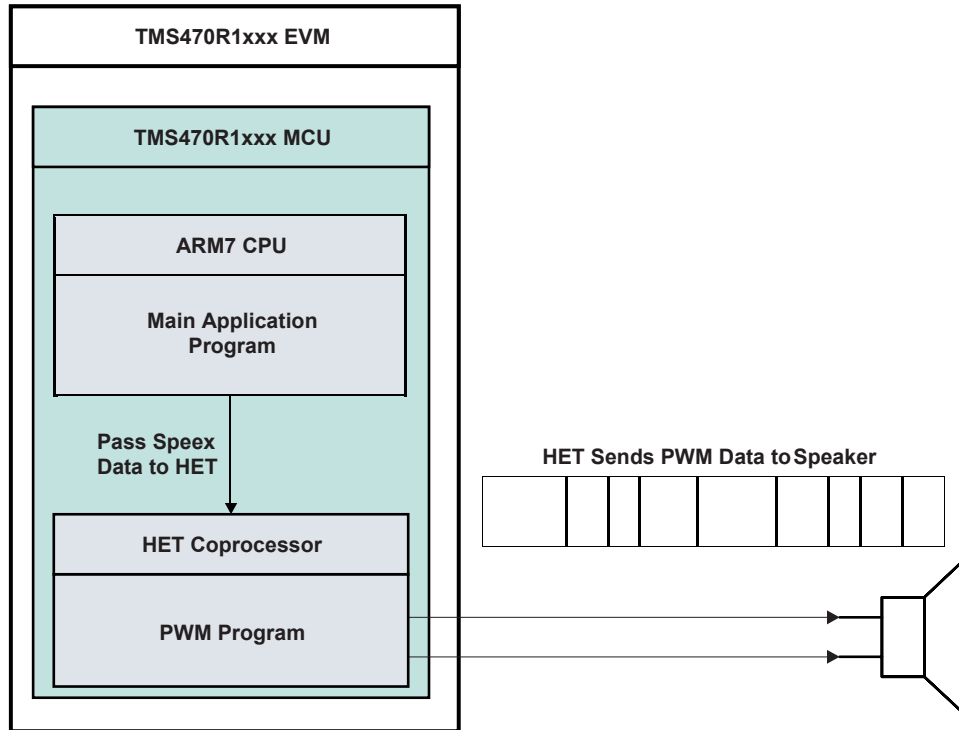 TMS470R1xxx EVM
TMS470R1xxx MCU
ARM7 CPU
Main Application
Program
Pass Speex
Data to HET
HET Sends PWM Data to Speaker
HET Coprocessor
PWM Program